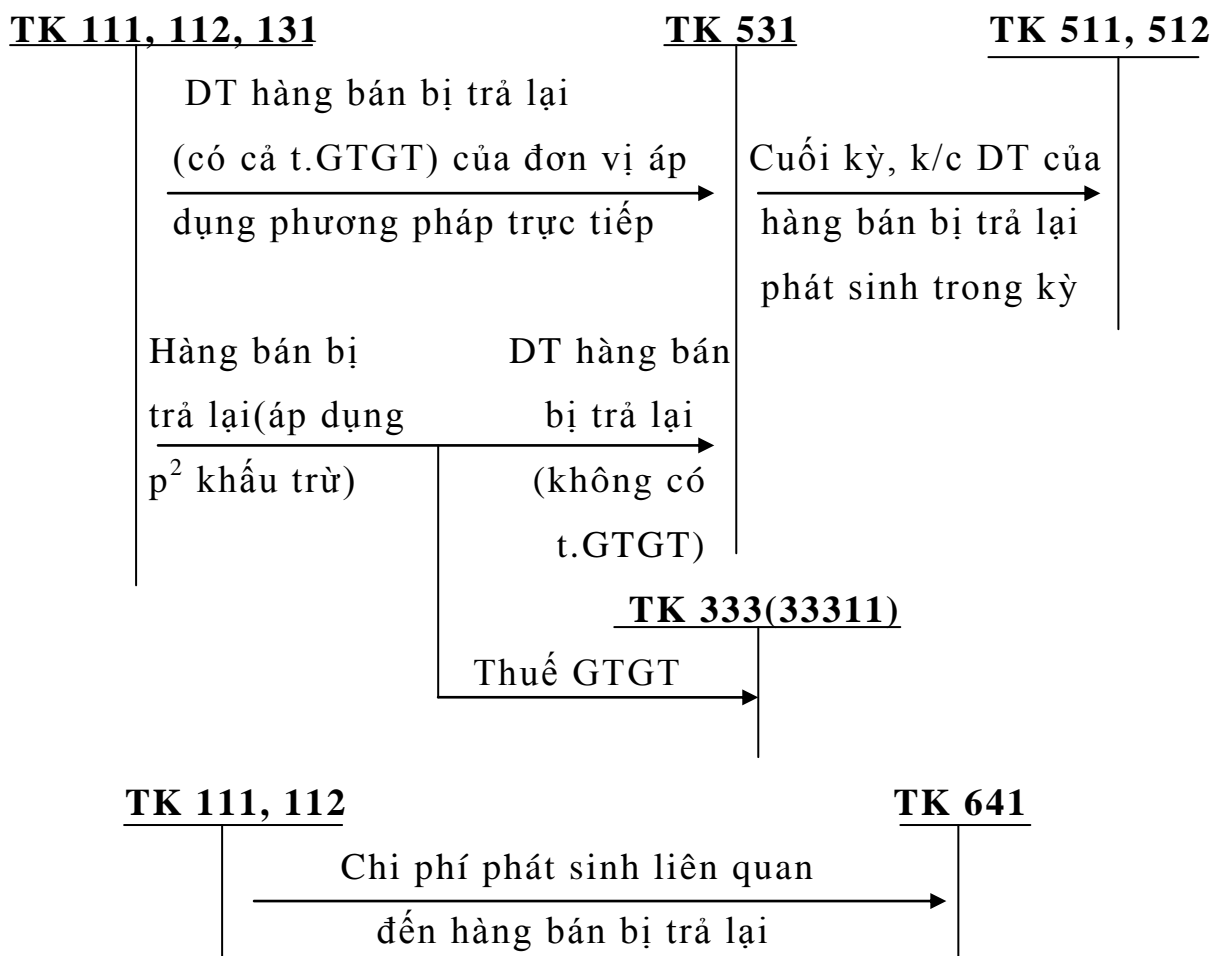 TK 111, 112, 131 TK 531 TK 511, 512
DT hàng bán bị trả lại
(có cả t.GTGT) của đơn vị áp
dụng phương pháp trực tiếp
Cuối kỳ, k/c DT của
hàng bán bị trả lại
phát sinh trong kỳ
Hàng bán bị
trả lại(áp dụng
p² khấu trừ)
DT hàng bán
bị trả lại
(không có
t.GTGT)
TK 333(33311)
Thuế GTGT
TK 111, 112 TK 641
Chi phí phát sinh liên quan
đến hàng bán bị trả lại